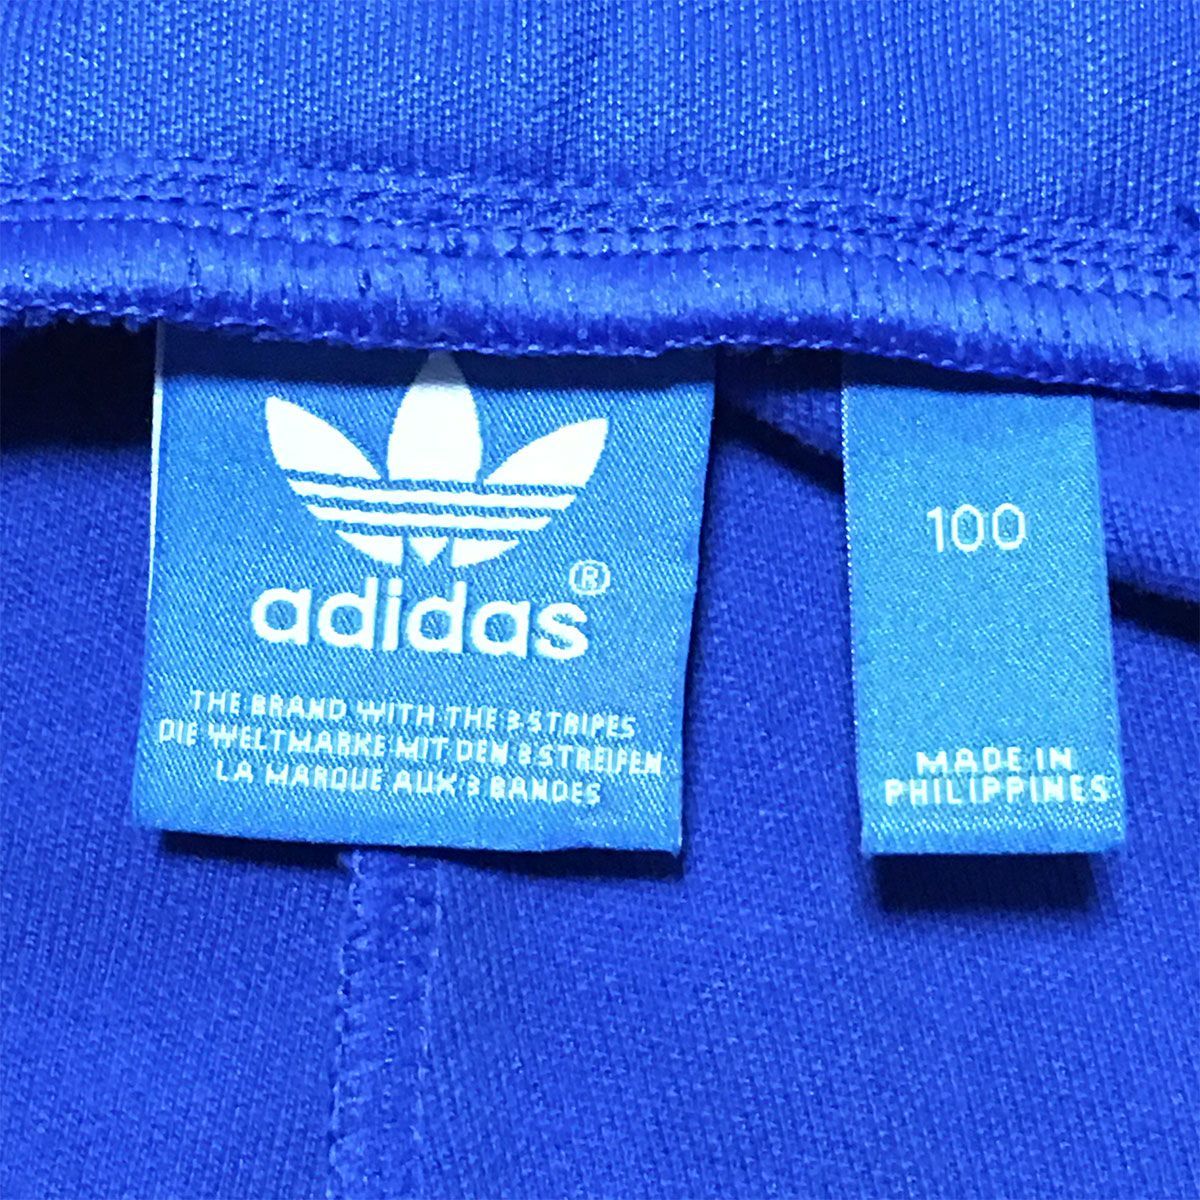 adidas®
THE BRAND WITH THE 3 STRIPES
DIE WELTMARKE MIT DEN 3 STREIFEN
LA MARQUE AUX 3 BANDES
100
MADE IN
PHILIPPINES